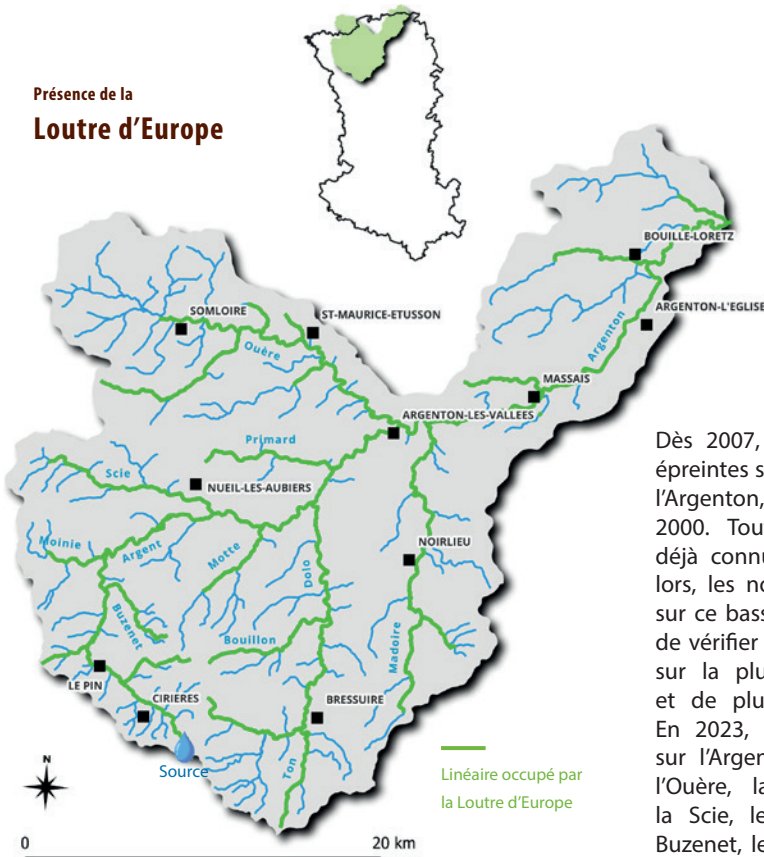 Présence de la
Loutre d'Europe
BOUILLE-LORETZ
SOMLOIRE
ST-MAURICE-ETUSSON
ARGENTON-L'EGLISE
Ouère
Argenton
MASSAIS
ARGENTON-LES-VALLEES
Primard
Scie
NUEIL-LES-AUBIERS
Moinie
Argent
Motte
Dolo
NOIRLIEU
Buzenet
Bouillon
Madoire
LE PIN
CIRIERES
BRESSUIRE
Source
Ton
N
Linéaire occupé par
la Loutre d'Europe
0 20 km
Dès 2007,
épreintes s
l'Argenton,
2000. Tou
déjà connu
lors, les no
sur ce bass
de vérifier
sur la plu
et de plu
En 2023,
sur l'Argen
l'Ouère, la
la Scie, le
Buzenet, le